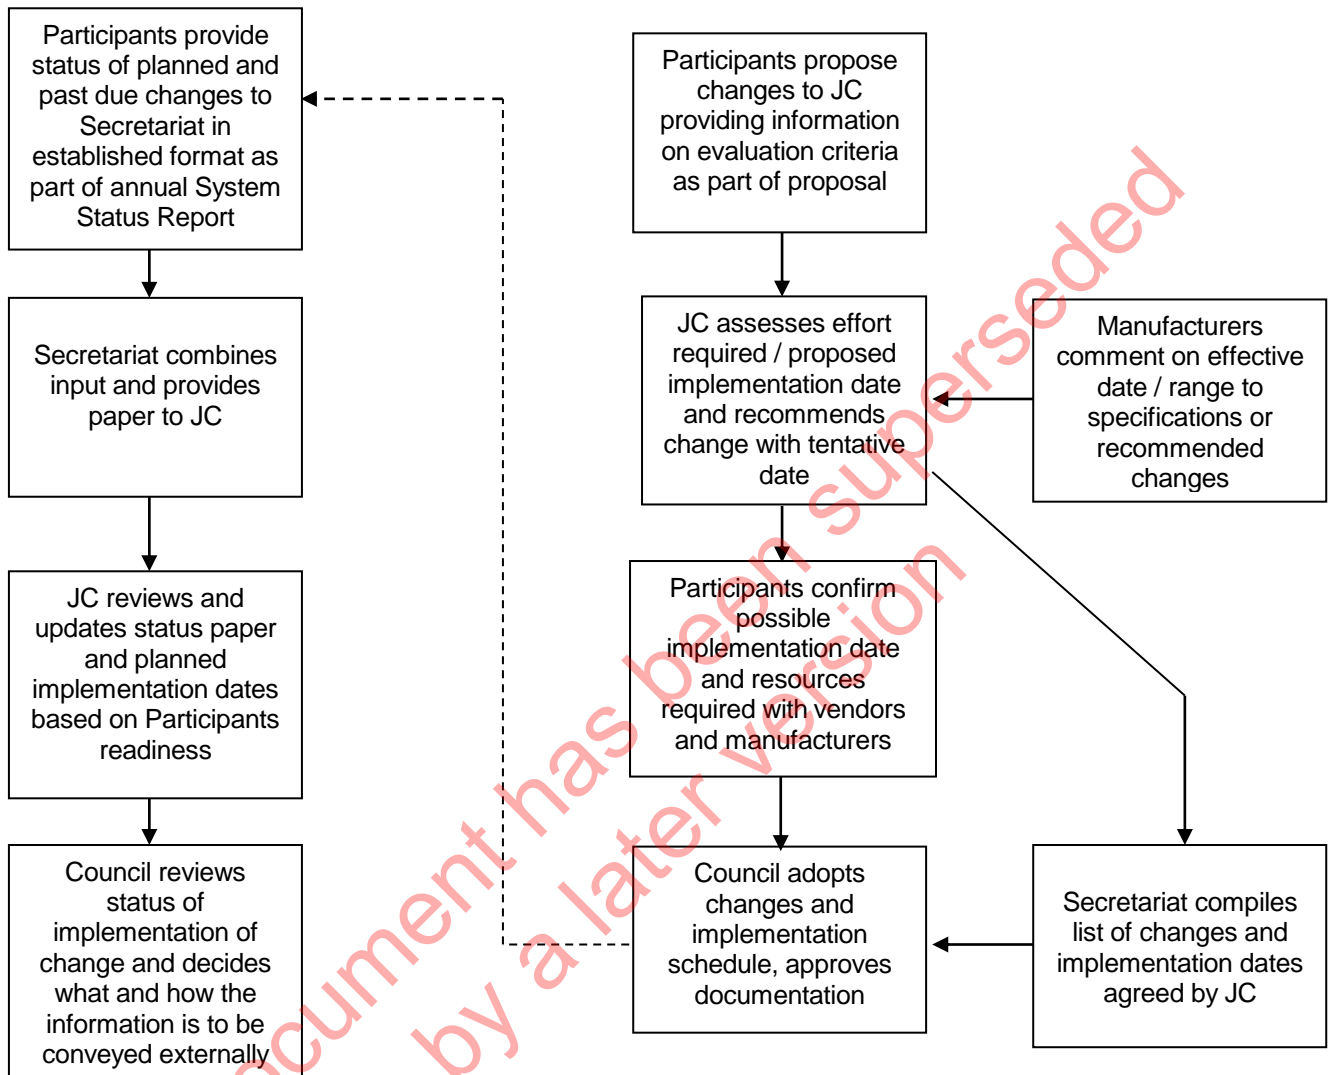 Participants provide
status of planned and
past due changes to
Secretariat in
established format as
part of annual System
Status Report
Secretariat combines
input and provides
paper to JC
JC reviews and
updates status paper
and planned
implementation dates
based on Participants
readiness
Council reviews
status of
implementation of
change and decides
what and how the
information is to be
conveyed externally
Participants propose
changes to JC
providing information
on evaluation criteria
as part of proposal
JC assesses effort
required / proposed
implementation date
and recommends
change with tentative
date
Participants confirm
possible
implementation date
and resources
required with vendors
and manufacturers
Council adopts
changes and
implementation
schedule, approves
documentation
Manufacturers
comment on effective
date / range to
specifications or
recommended
changes
Secretariat compiles
list of changes and
implementation dates
agreed by JC
document has been superseded
by a later version